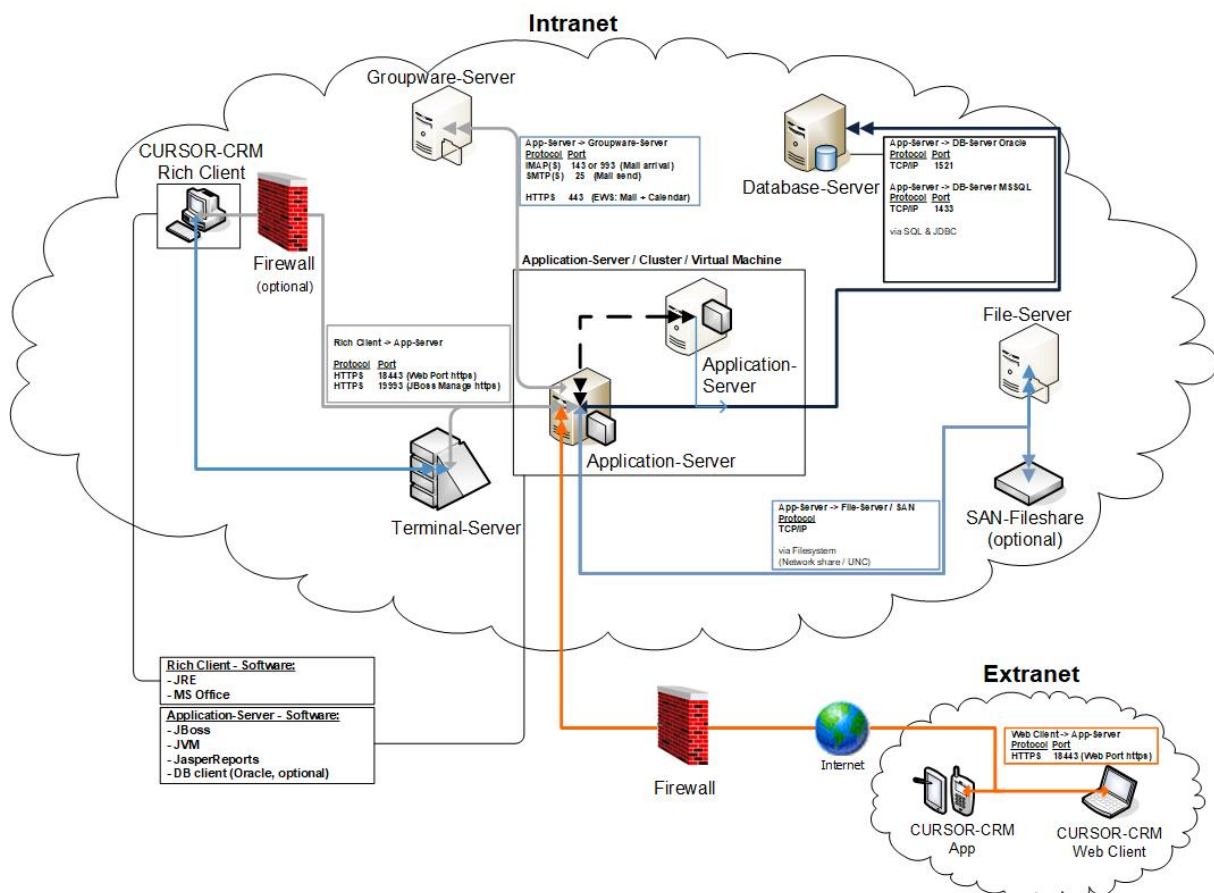 Intranet
Groupware-Server
CURSOR-CRM
Rich Client
Firewall
(optional)
App-Server -> Groupware-Server
Protocol Port
IMAP(S) 143 or 993 (Mail arrival)
SMTP(S) 25 (Mail send)
HTTPS 443 (EWS: Mail + Calendar)
Database-Server
App-Server -> DB-Server Oracle
Protocol Port
TCP/IP 1521
App-Server -> DB-Server MSSQL
Protocol Port
TCP/IP 1433
via SQL & JDBC
Application-Server / Cluster / Virtual Machine
Application-
Server
Application-Server
Rich Client -> App-Server
Protocol Port
HTTPS 18443 (Web Port https)
HTTPS 19993 (JBoss Manage https)
Terminal-Server
File-Server
SAN-Fileshare
(optional)
App-Server -> File-Server / SAN
Protocol
TCP/IP
via Filesystem
(Network share / UNC)
Rich Client - Software:
- JRE
- MS Office
Application-Server - Software:
- JBoss
- JVM
- JasperReports
- DB client (Oracle, optional)
Firewall
Internet
Extranet
Web Client -> App-Server
Protocol Port
HTTPS 18443 (Web Port https)
CURSOR-CRM
App
CURSOR-CRM
Web Client